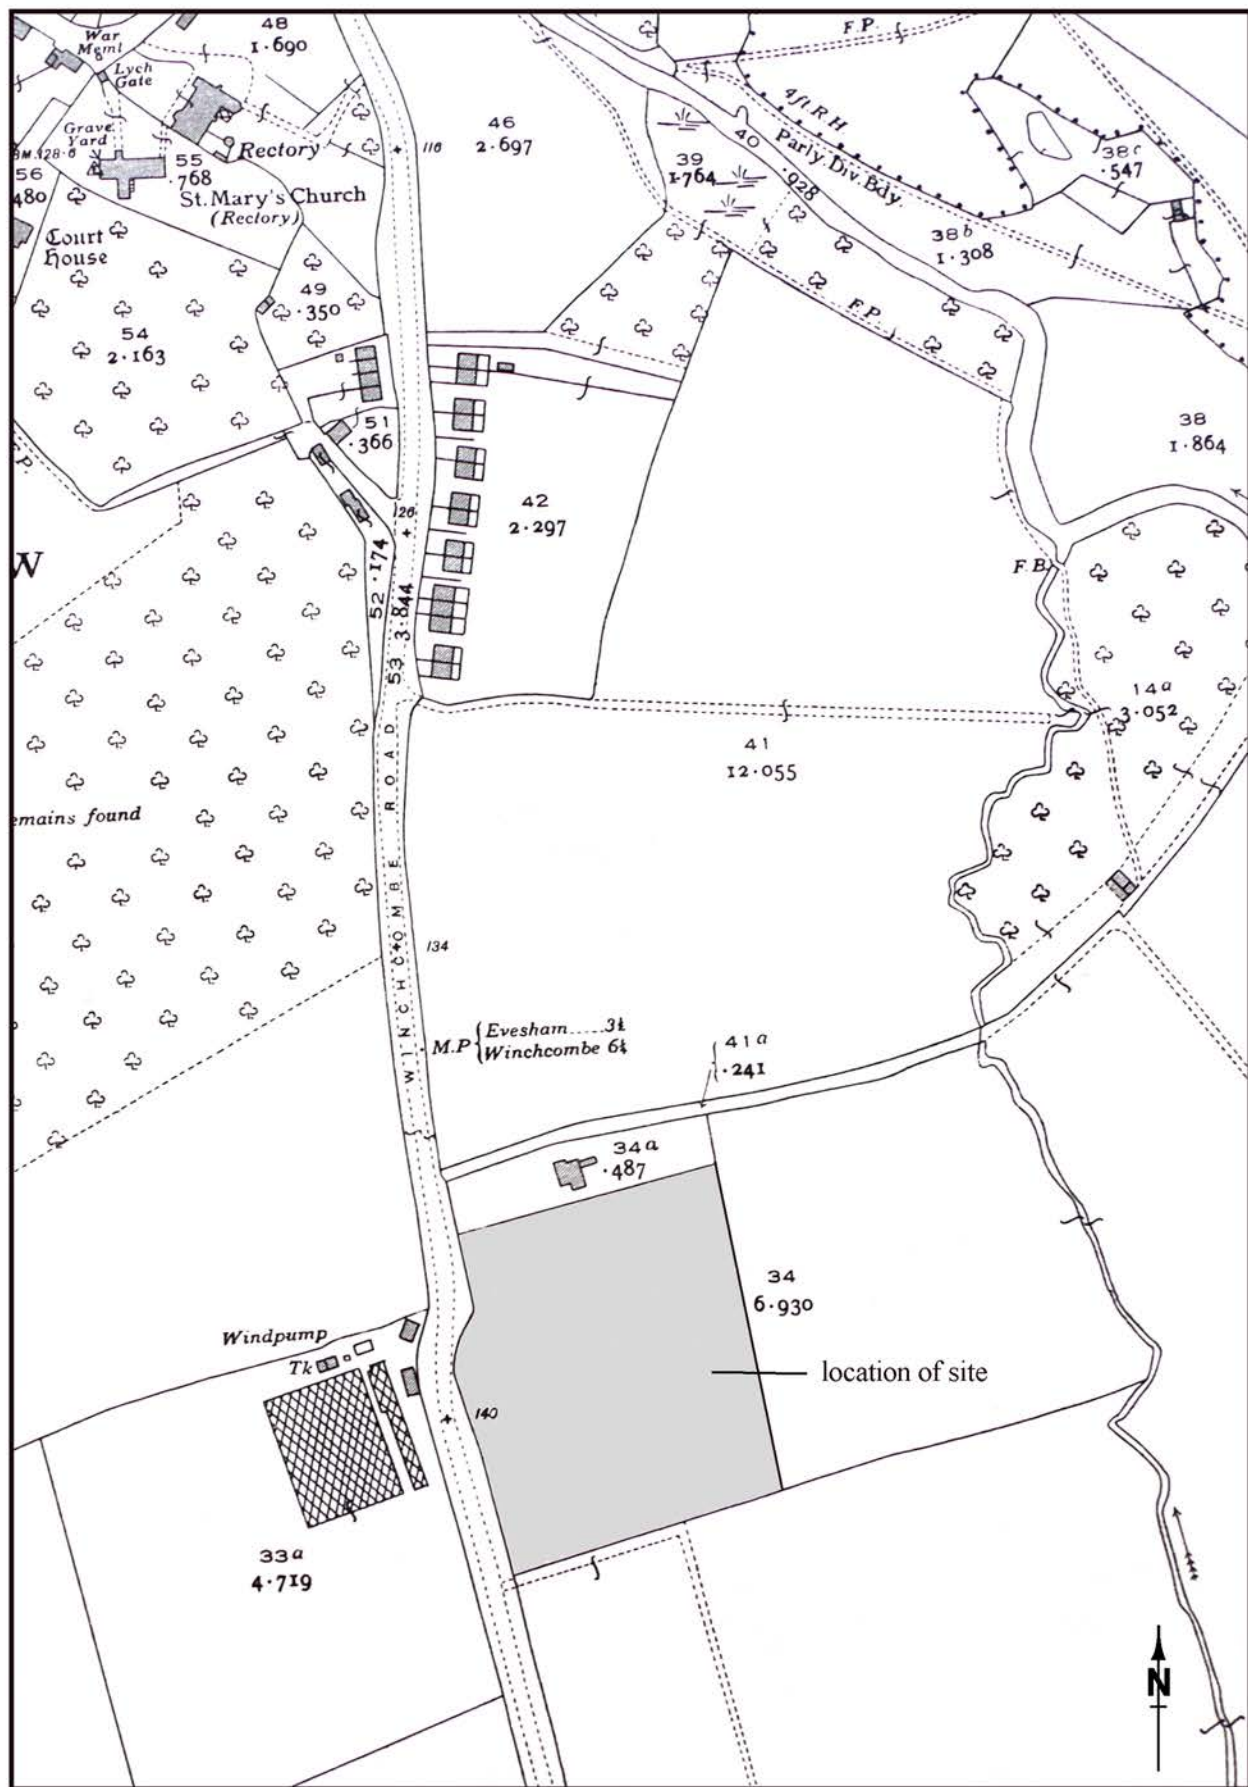 48
1·690
War
Meml
Lych
Gate
Grave
Yard
Rectory
55
·768
St. Mary's Church
(Rectory)
56
480
Court
House
F.P.
46
2·697
116
39
1·764
4ft R H
40
·928
Parly. Div. Bdy.
38c
·547
38b
1·308
F.P.
49
·350
54
2·163
51
·366
F.P.
38
1·864
126
42
2·297
W
52 ·174
53 3·844
F.B.
14a
3·052
41
12·055
emains found
WINCHCOMBE ROAD
134
M.P. { Evesham 3¼
Winchcombe 6¼
41a
·241
34a
·487
34
6·930
Windpump
Tk
location of site
140
33a
4·719
N